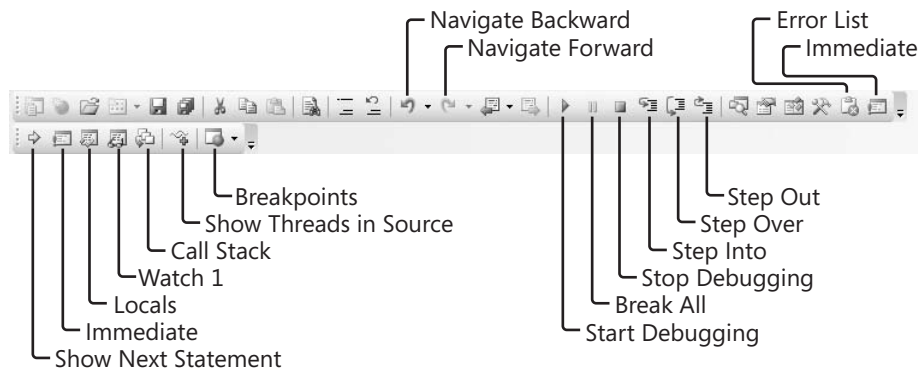 Navigate Backward
Error List
Navigate Forward
Immediate
Breakpoints
Step Out
Show Threads in Source
Step Over
Call Stack
Step Into
Watch 1
Stop Debugging
Locals
Break All
Immediate
Start Debugging
Show Next Statement